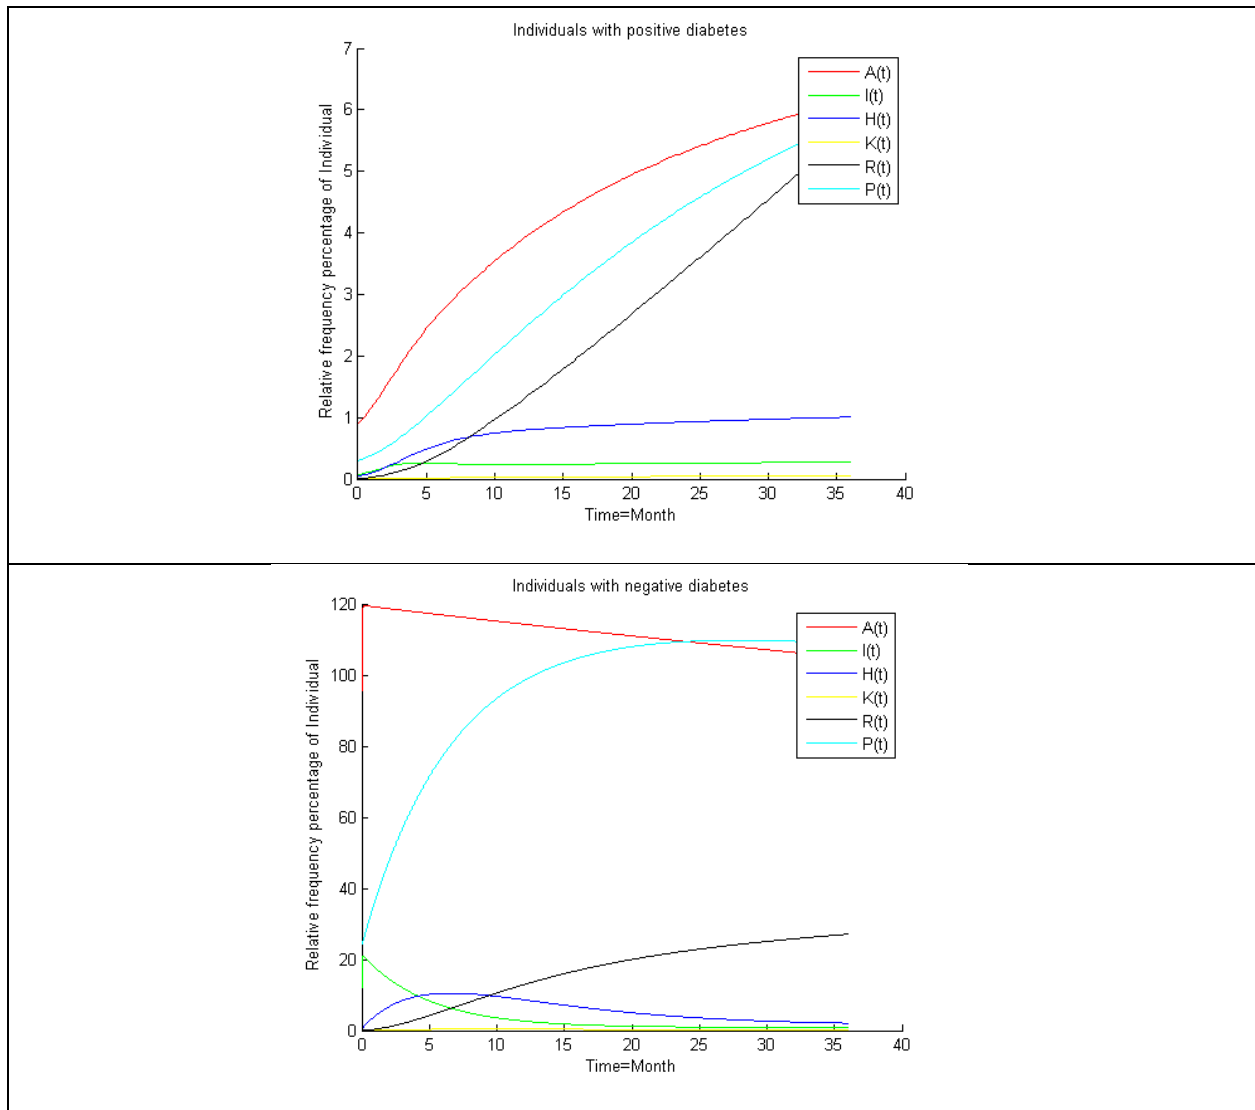 Individuals with positive diabetes
Relative frequency percentage of Individual
7
6
5
4
3
2
1
0
A(t)
I(t)
H(t)
K(t)
R(t)
P(t)
0 5 10 15 20 25 30 35 40
Time=Month
Individuals with negative diabetes
Relative frequency percentage of Individual
120
100
80
60
40
20
0
A(t)
I(t)
H(t)
K(t)
R(t)
P(t)
0 5 10 15 20 25 30 35 40
Time=Month